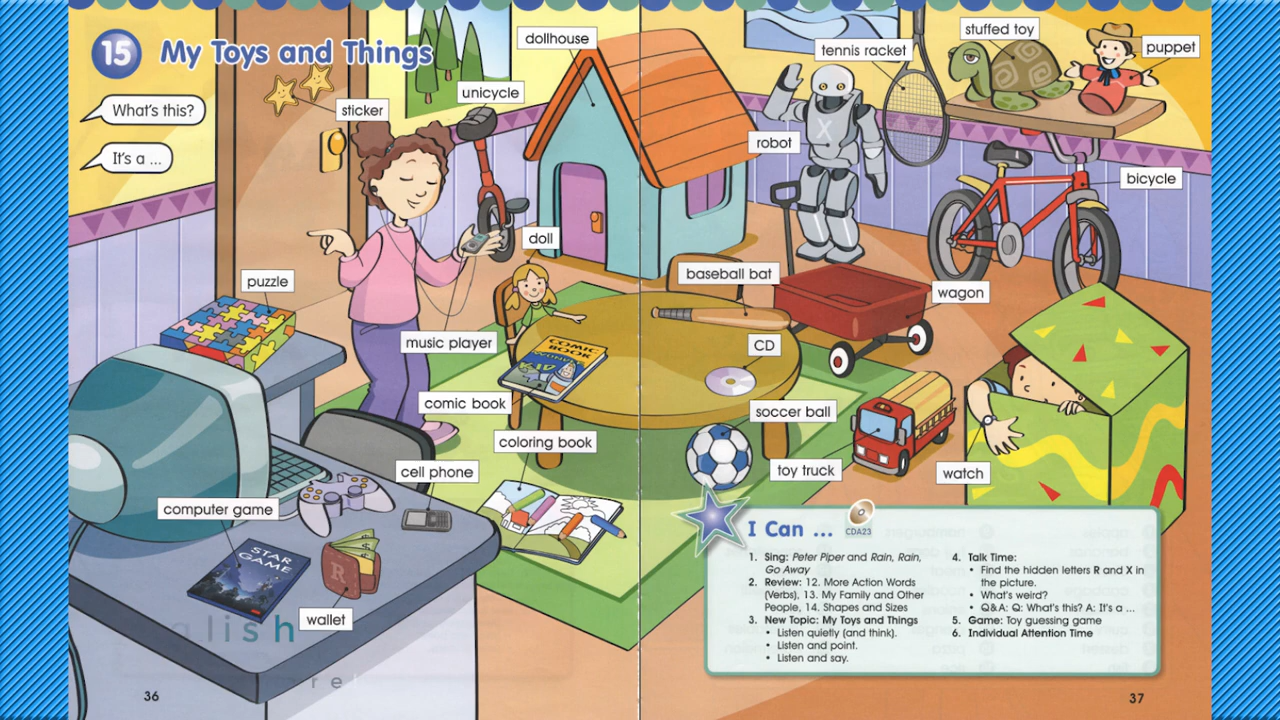 15 My Toys and Things
What's this?
It's a ...
sticker
unicycle
dollhouse
tennis racket
stuffed toy
puppet
robot
bicycle
doll
puzzle
baseball bat
wagon
music player
CD
COMIC
BOOK
comic book
soccer ball
coloring book
toy truck
watch
cell phone
computer game
STAR
GAME
R
X
wallet
I Can ...
CDA23
1. Sing: Peter Piper and Rain, Rain,
Go Away
2. Review: 12. More Action Words
(Verbs), 13. My Family and Other
People, 14. Shapes and Sizes
3. New Topic: My Toys and Things
• Listen quietly (and think).
• Listen and point.
• Listen and say.
4. Talk Time:
• Find the hidden letters R and X in
the picture.
• What's weird?
• Q&A: Q: What's this? A: It's a ...
5. Game: Toy guessing game
6. Individual Attention Time
36
37